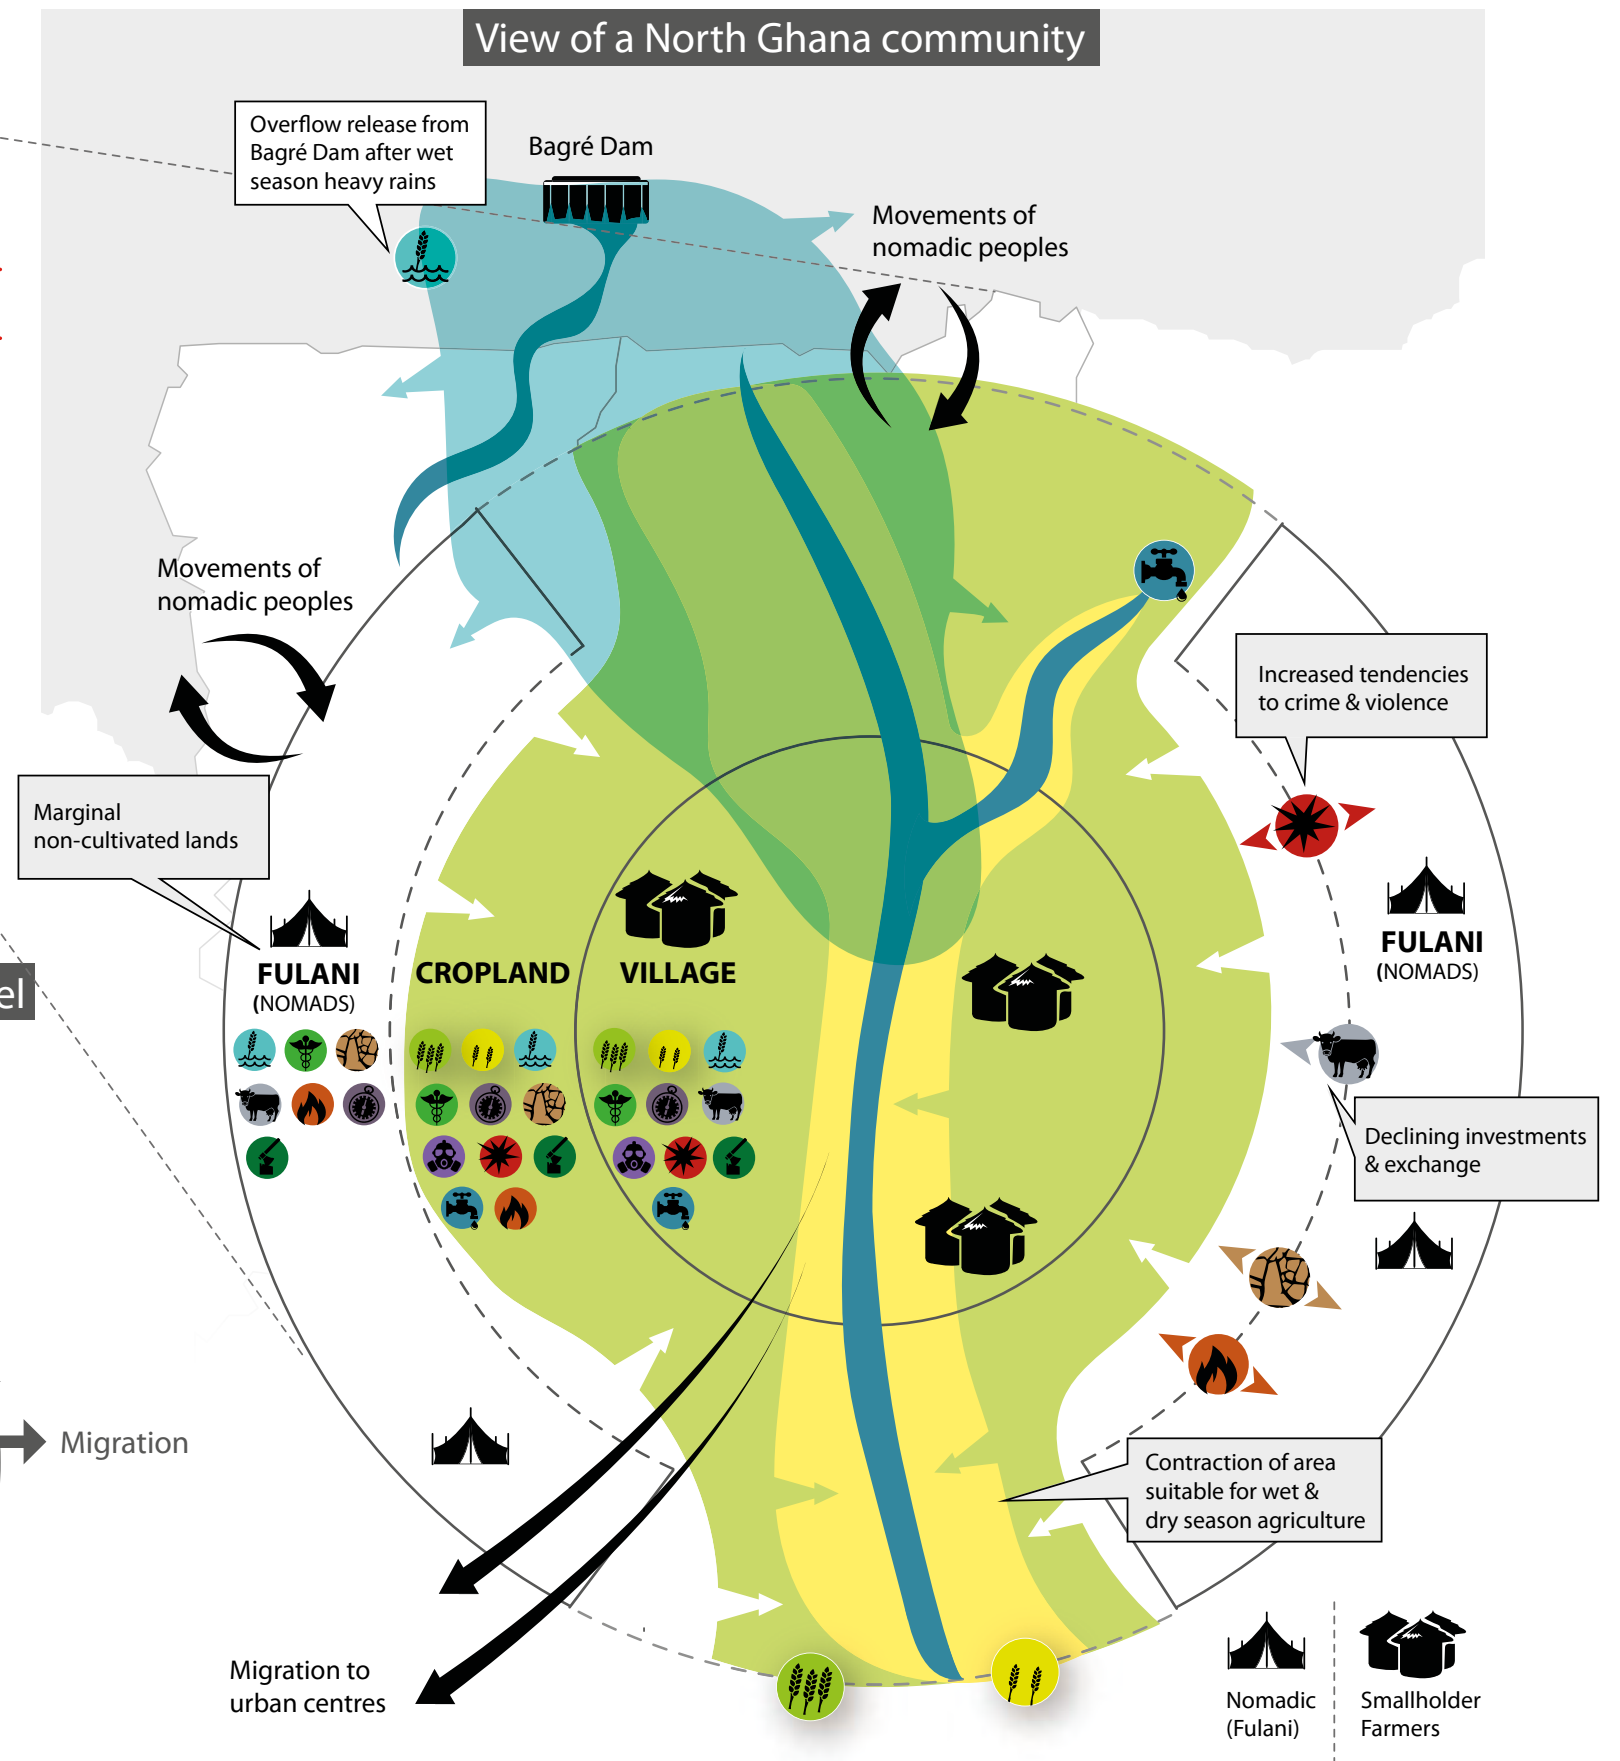 View of a North Ghana community
Overflow release from
Bagré Dam after wet
season heavy rains
Bagré Dam
Movements of
nomadic peoples
Movements of
nomadic peoples
Increased tendencies
to crime & violence
Marginal
non-cultivated lands
FULANI
(NOMADS)
CROPLAND
VILLAGE
FULANI
(NOMADS)
el
Declining investments
& exchange
Migration
Contraction of area
suitable for wet &
dry season agriculture
Migration to
urban centres
Nomadic
(Fulani)
Smallholder
Farmers